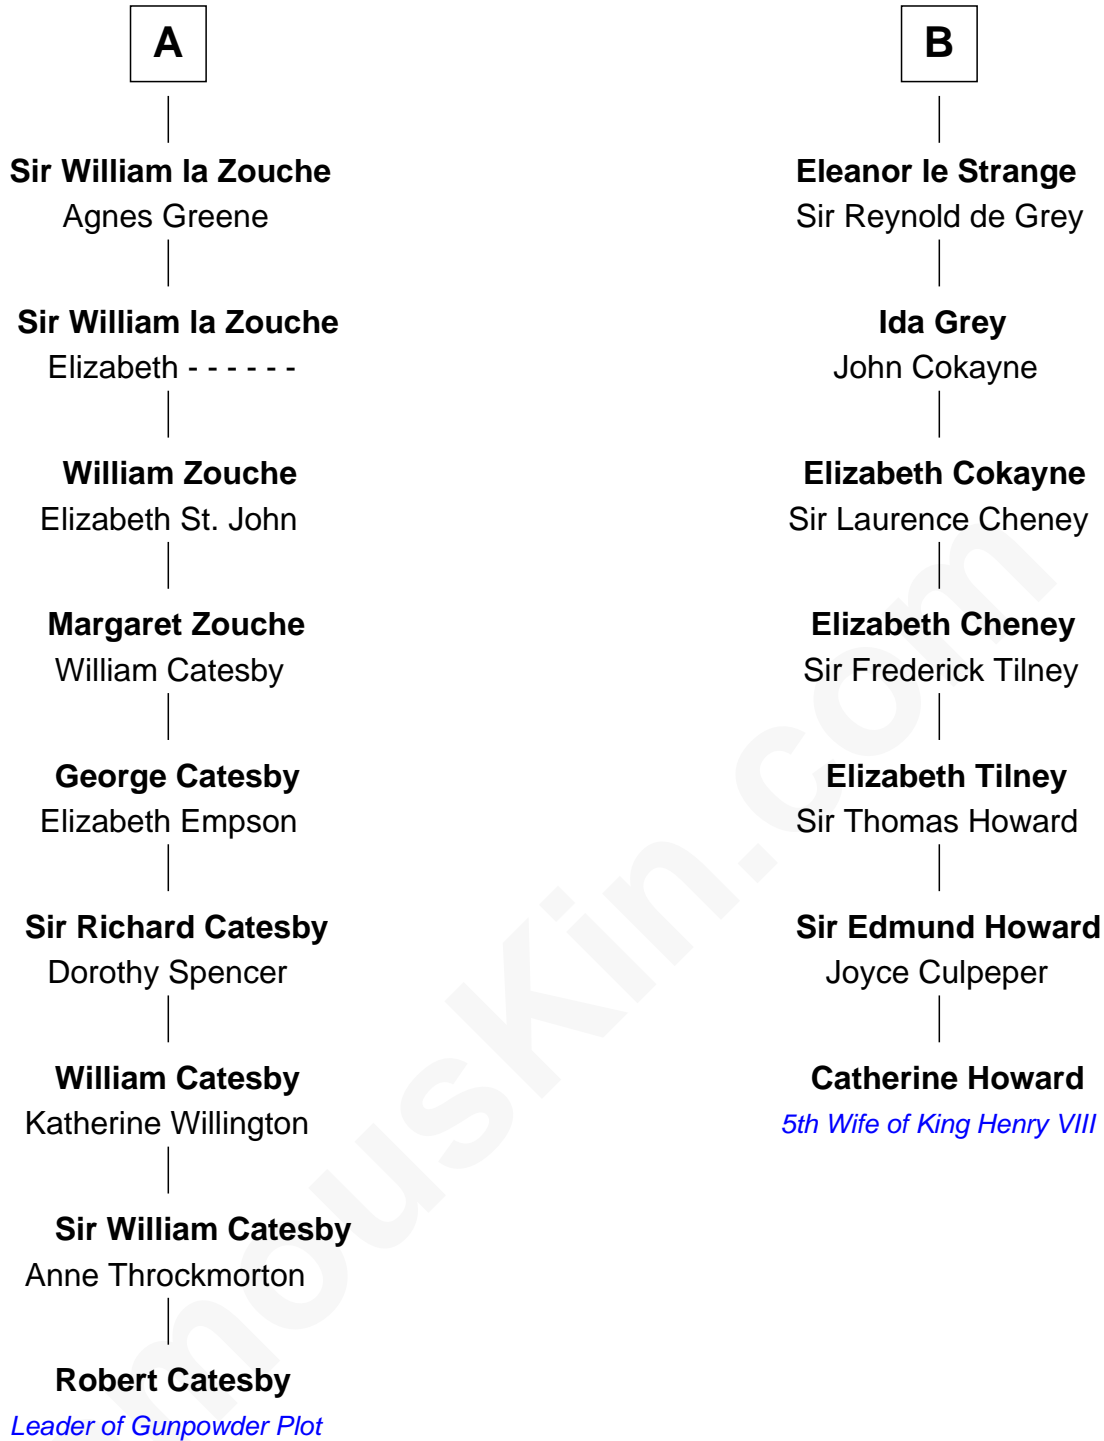 A
Sir William la Zouche
Agnes Greene
Sir William la Zouche
Elizabeth - - - - - -
William Zouche
Elizabeth St. John
Margaret Zouche
William Catesby
George Catesby
Elizabeth Empson
Sir Richard Catesby
Dorothy Spencer
William Catesby
Katherine Willington
Sir William Catesby
Anne Throckmorton
Robert Catesby
Leader of Gunpowder Plot
B
Eleanor le Strange
Sir Reynold de Grey
Ida Grey
John Cokayne
Elizabeth Cokayne
Sir Laurence Cheney
Elizabeth Cheney
Sir Frederick Tilney
Elizabeth Tilney
Sir Thomas Howard
Sir Edmund Howard
Joyce Culpeper
Catherine Howard
5th Wife of King Henry VIII
mousKin.com